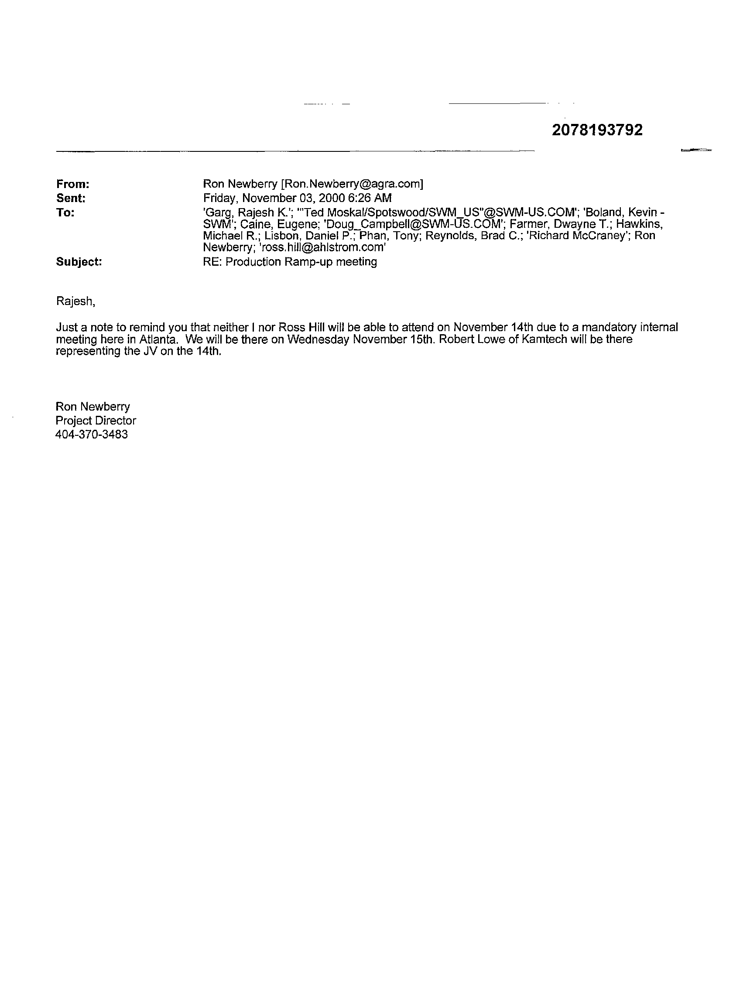 2078193792
From: Ron Newberry [Ron.Newberry@agra.com]
Sent: Friday, November 03, 2000 6:26 AM
To: 'Garg, Rajesh K.'; '"Ted Moskal/Spotswood/SWM_US"@SWM-US.COM'; 'Boland, Kevin -
SWM'; Caine, Eugene; 'Doug_Campbell@SWM-US.COM'; Farmer, Dwayne T.; Hawkins,
Michael R.; Lisbon, Daniel P.; Phan, Tony; Reynolds, Brad C.; 'Richard McCraney'; Ron
Newberry; 'ross.hill@ahlstrom.com'
Subject: RE: Production Ramp-up meeting
Rajesh,
Just a note to remind you that neither I nor Ross Hill will be able to attend on November 14th due to a mandatory internal
meeting here in Atlanta. We will be there on Wednesday November 15th. Robert Lowe of Kamtech will be there
representing the JV on the 14th.
Ron Newberry
Project Director
404-370-3483